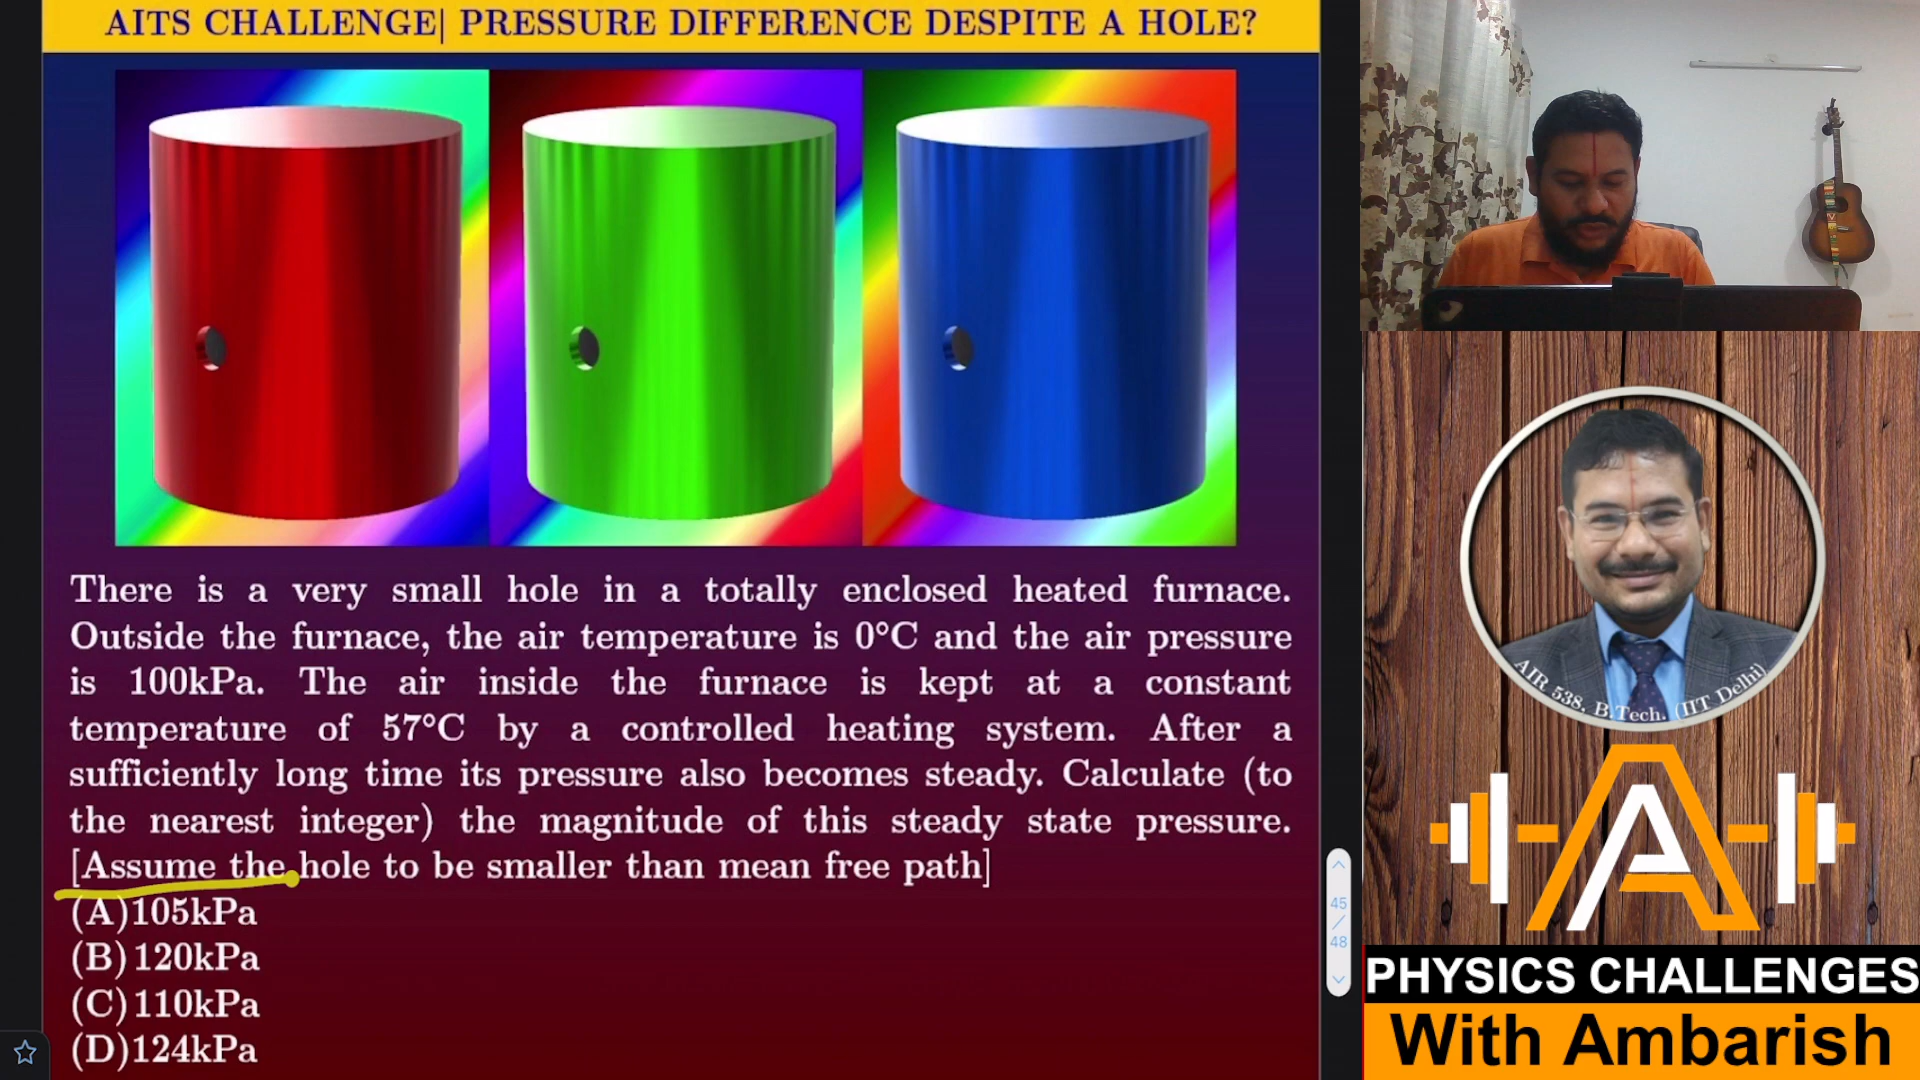 AITS CHALLENGE| PRESSURE DIFFERENCE DESPITE A HOLE?
There is a very small hole in a totally enclosed heated furnace.
Outside the furnace, the air temperature is 0°C and the air pressure
is 100kPa. The air inside the furnace is kept at a constant
temperature of 57°C by a controlled heating system. After a
sufficiently long time its pressure also becomes steady. Calculate (to
the nearest integer) the magnitude of this steady state pressure.
[Assume the hole to be smaller than mean free path]
(A)105kPa
(B)120kPa
(C)110kPa
(D)124kPa
45
/
48
AIR 538, B.Tech. (IIT Delhi)
PHYSICS CHALLENGES
With Ambarish